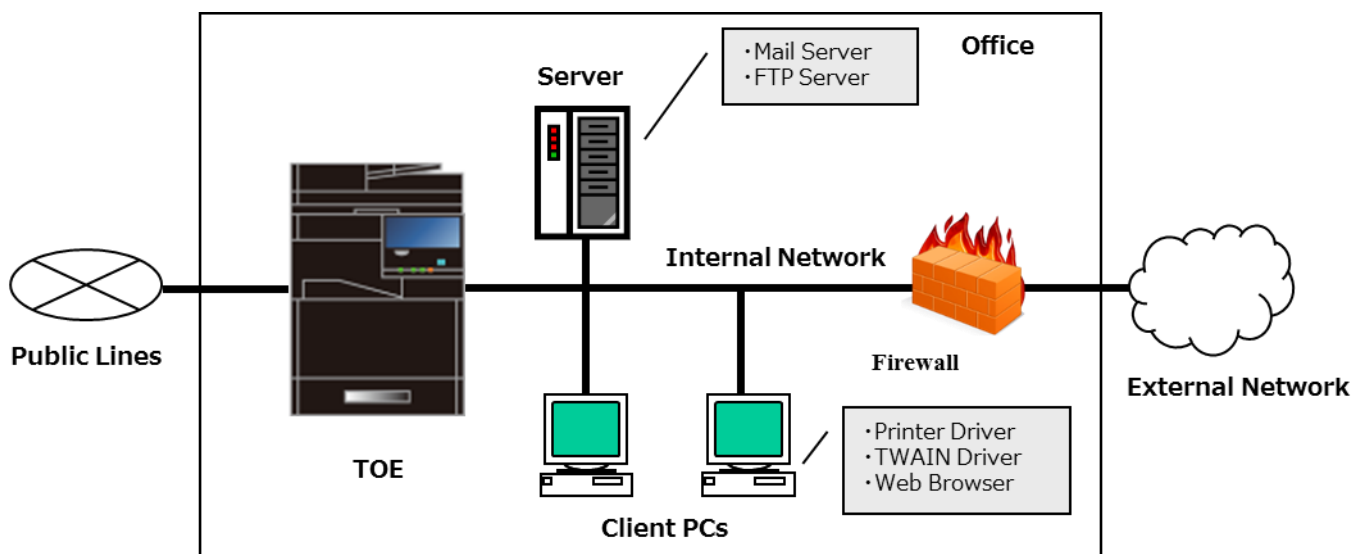 Office
・Mail Server
・FTP Server
Server
Internal Network
Public Lines
Firewall
External Network
TOE
・Printer Driver
・TWAIN Driver
・Web Browser
Client PCs